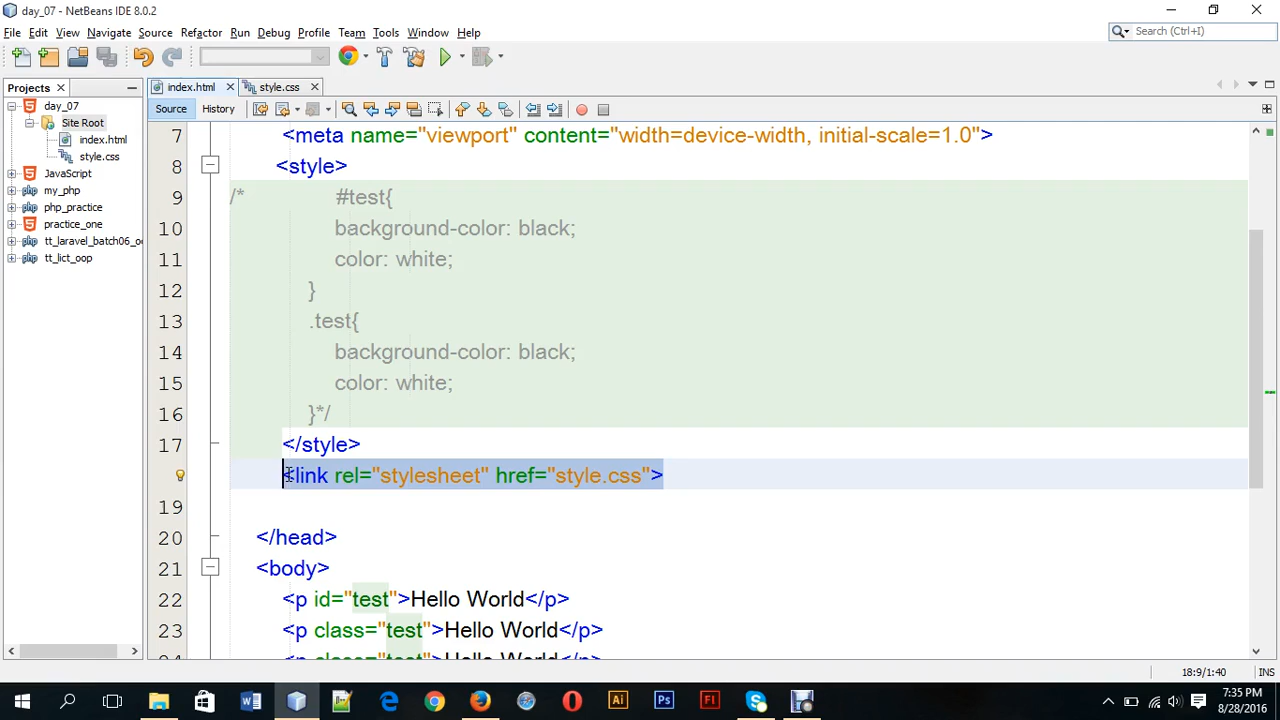 day_07 - NetBeans IDE 8.0.2
File Edit View Navigate Source Refactor Run Debug Profile Team Tools Window Help
Search (Ctrl+I)
Projects
index.html
style.css
Source History
day_07
Site Root
index.html
style.css
JavaScript
my_php
php_practice
practice_one
tt_laravel_batch06_o
tt_lict_oop
7 <meta name="viewport" content="width=device-width, initial-scale=1.0">
8 <style>
9 /* #test{
10 background-color: black;
11 color: white;
12 }
13 .test{
14 background-color: black;
15 color: white;
16 }*/
17 </style>
<link rel="stylesheet" href="style.css">
19
20 </head>
21 <body>
22 <p id="test">Hello World</p>
23 <p class="test">Hello World</p>
18:9/1:40 INS
7:35 PM
8/28/2016